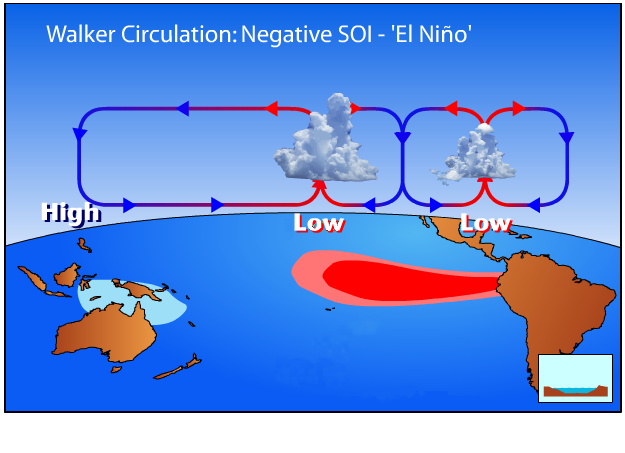 Walker Circulation: Negative SOI - 'El Niño'
High
Low
Low